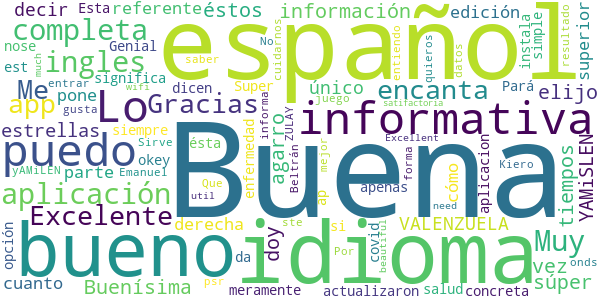 decir
Esta
referente
éstos
información
español
edición
superior
nose
Genial
No
cuidarnos
entiendo
quieros
datos
instala
simple
resultado
completa
ingles
Super
saber
único
encanta
Pará
elijo
est
much
entrar
significa
dicen
juego
Me
pone
app
gusta
wifi
Lo
Gracias
satisfactoria
estrellas
siempre
Sirve
informa
ZULAY
Beltrán
agarro
informativa
puedo
yAMiLEN
Emanuel
okey
ésta
enfermedad
Buena
Excellent
mejor
forma
cómo
Kiero
aplicacion
tiempos
YAMiSLEN
aplicación
parte
Que
util
ap
apenas
need
Excelente
derecha
doy
ste
si
covid
beautiful
VALENZUELA
Muy
opción
bueno
idioma
da
Por
vez
onds
cuanto
Buenísima
psr
meramente
actualizaron
salud
súper
concreta